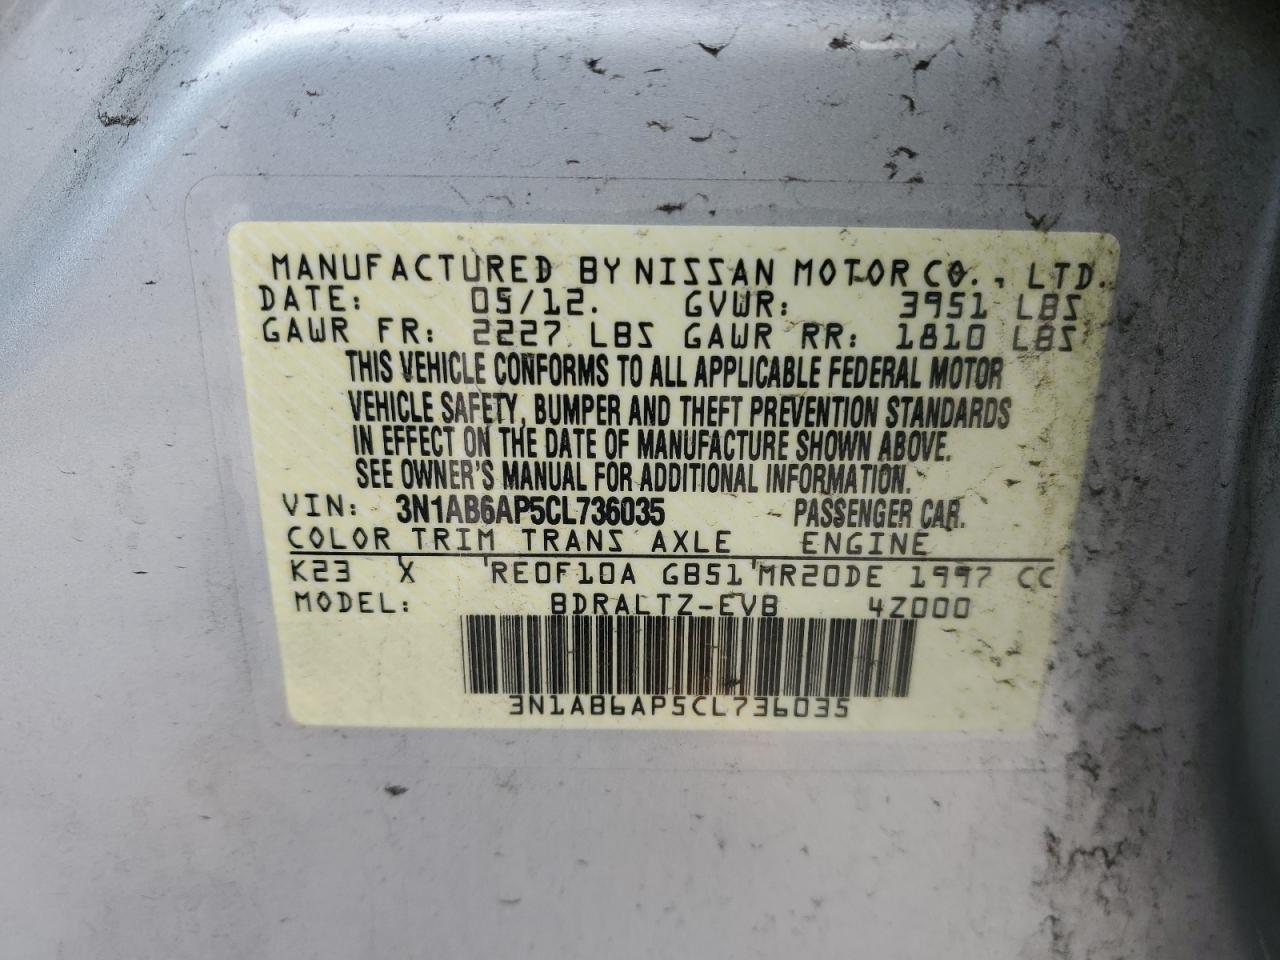 MANUFACTURED BY NISSAN MOTOR CO., LTD.
DATE: 05/12. GVWR: 3951 LBS
GAWR FR: 2227 LBS GAWR RR: 1810 LBS
THIS VEHICLE CONFORMS TO ALL APPLICABLE FEDERAL MOTOR
VEHICLE SAFETY, BUMPER AND THEFT PREVENTION STANDARDS
IN EFFECT ON THE DATE OF MANUFACTURE SHOWN ABOVE.
SEE OWNER'S MANUAL FOR ADDITIONAL INFORMATION.
VIN: 3N1AB6AP5CL736035 PASSENGER CAR.
COLOR TRIM TRANS AXLE ENGINE
K23 X RE0F10A GB51 MR20DE 1997 CC
MODEL: BDRALTZ-EVB 4Z000
3N1AB6AP5CL736035